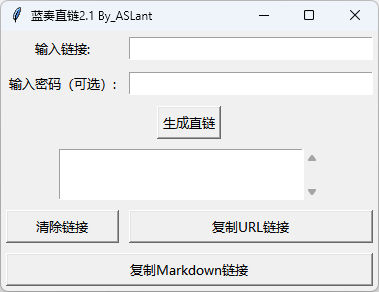 蓝奏直链2.1 By_ASLant
输入链接:
输入密码（可选）:
生成直链
清除链接
复制URL链接
复制Markdown链接